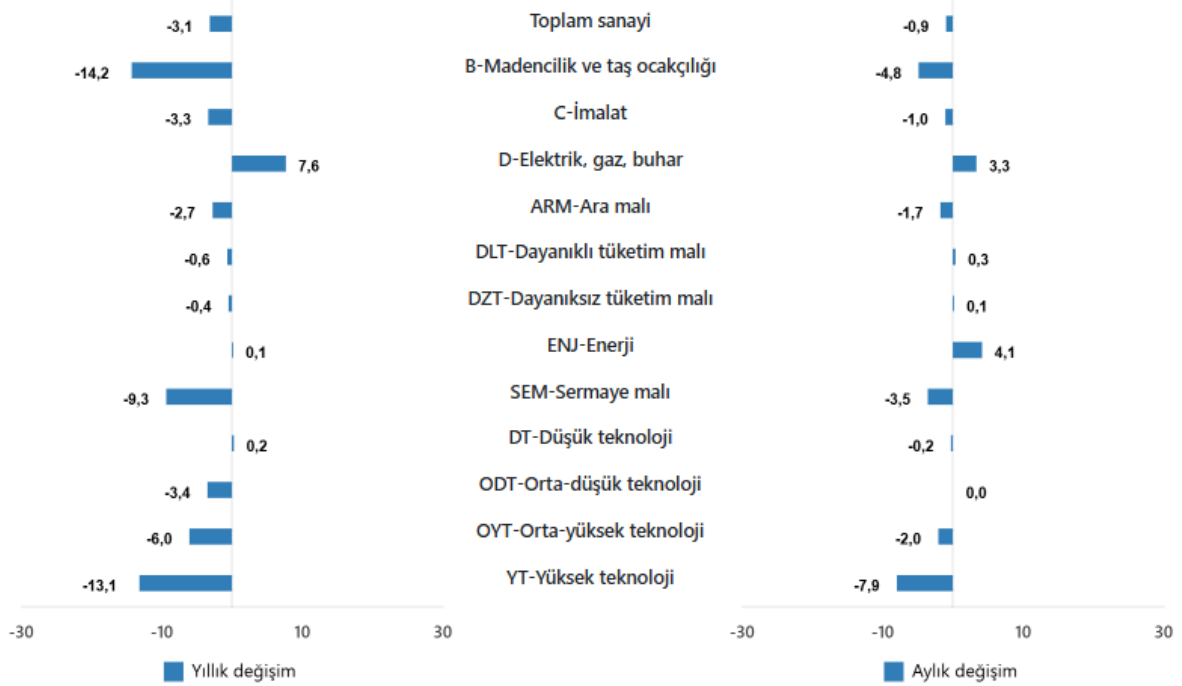 -3,1 Toplam sanayi -0,9
-14,2 B-Madencilik ve taş ocakçılığı -4,8
-3,3 C-İmalat -1,0
7,6 D-Elektrik, gaz, buhar 3,3
-2,7 ARM-Ara malı -1,7
-0,6 DLT-Dayanıklı tüketim malı 0,3
-0,4 DZT-Dayanıksız tüketim malı 0,1
0,1 ENJ-Enerji 4,1
-9,3 SEM-Sermaye malı -3,5
0,2 DT-Düşük teknoloji -0,2
-3,4 ODT-Orta-düşük teknoloji 0,0
-6,0 OYT-Orta-yüksek teknoloji -2,0
-13,1 YT-Yüksek teknoloji -7,9
-30 -10 10 30 -30 -10 10 30
Yıllık değişim Aylık değişim